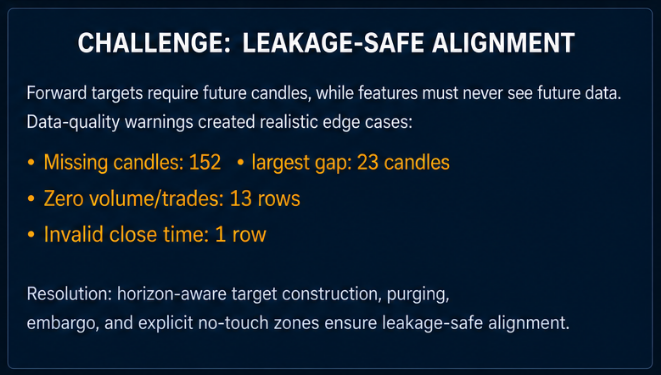 CHALLENGE: LEAKAGE-SAFE ALIGNMENT
Forward targets require future candles, while features must never see future data.
Data-quality warnings created realistic edge cases:
• Missing candles: 152 • largest gap: 23 candles
• Zero volume/trades: 13 rows
• Invalid close time: 1 row
Resolution: horizon-aware target construction, purging,
embargo, and explicit no-touch zones ensure leakage-safe alignment.